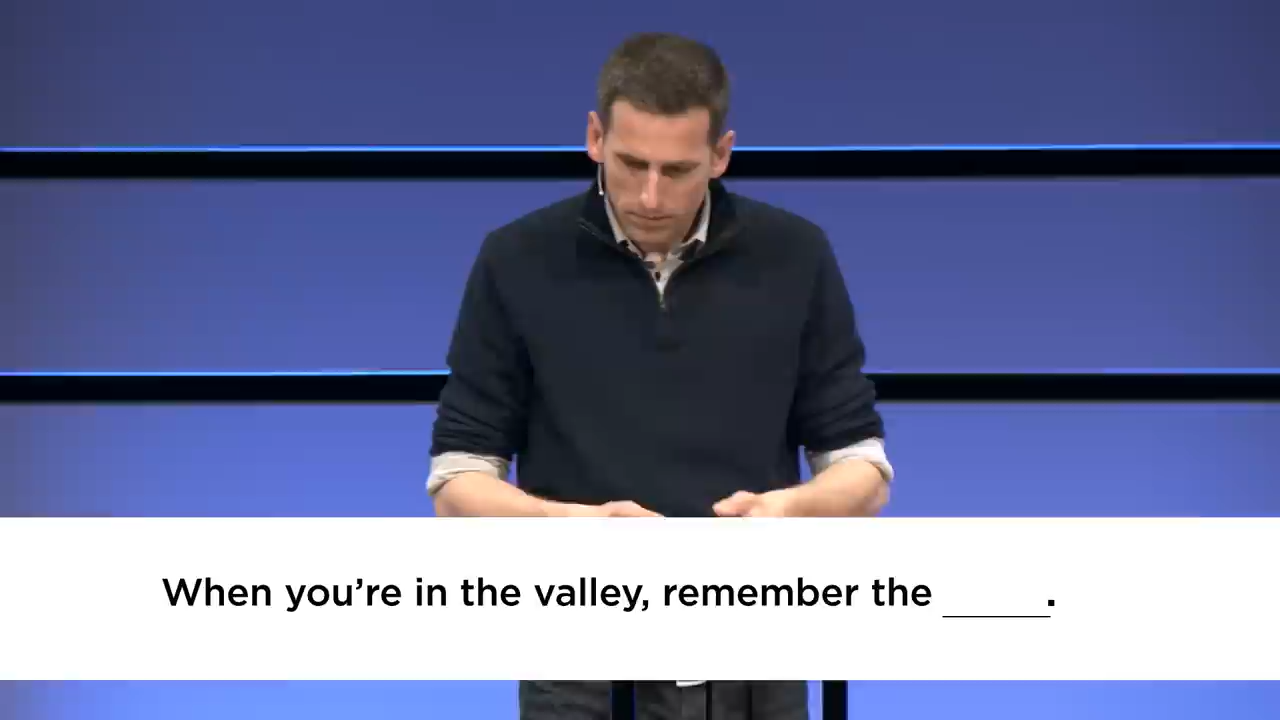 When you’re in the valley, remember the _____.